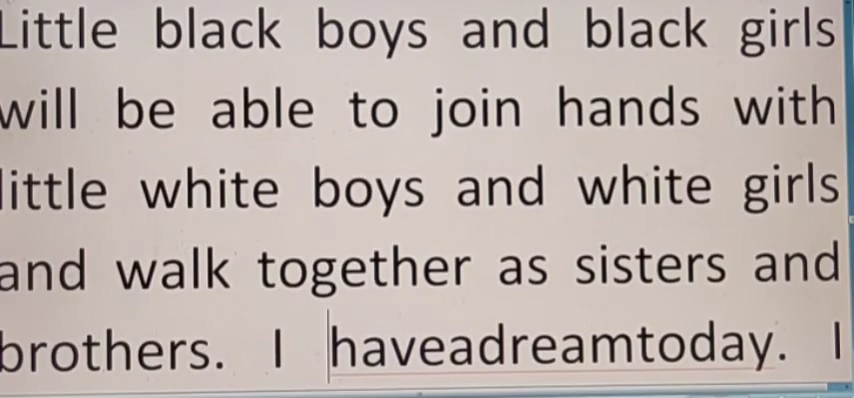 Little black boys and black girls
will be able to join hands with
little white boys and white girls
and walk together as sisters and
brothers. I haveadreamtoday. I